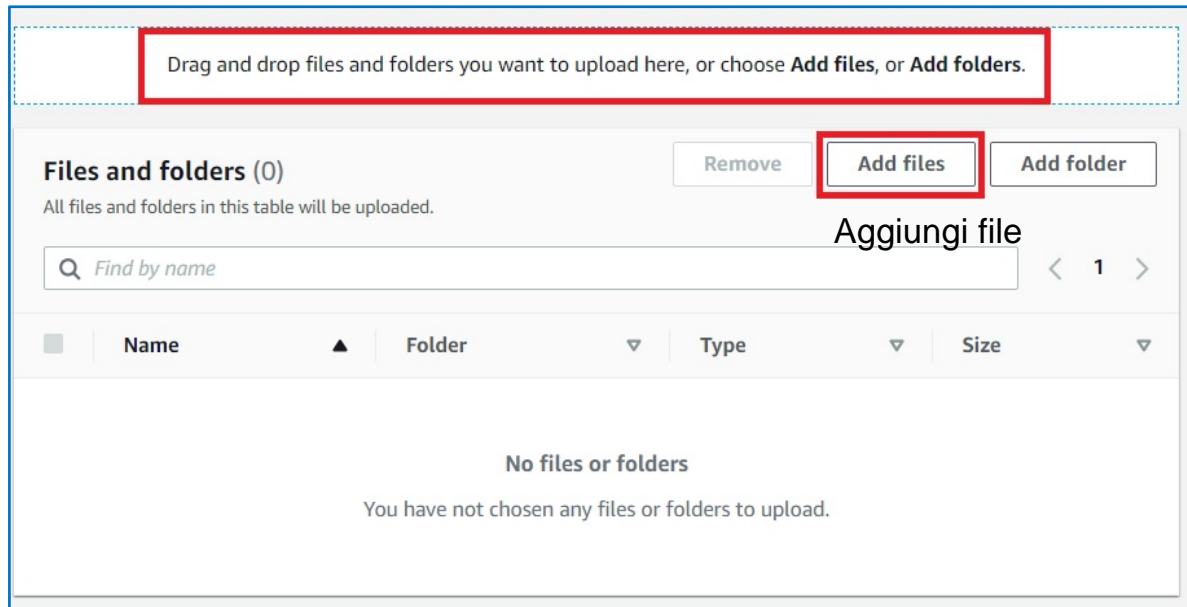 Drag and drop files and folders you want to upload here, or choose Add files, or Add folders.
Files and folders (0)
Remove
Add files
Add folder
All files and folders in this table will be uploaded.
Aggiungi file
Find by name
1
Name
Folder
Type
Size
No files or folders
You have not chosen any files or folders to upload.